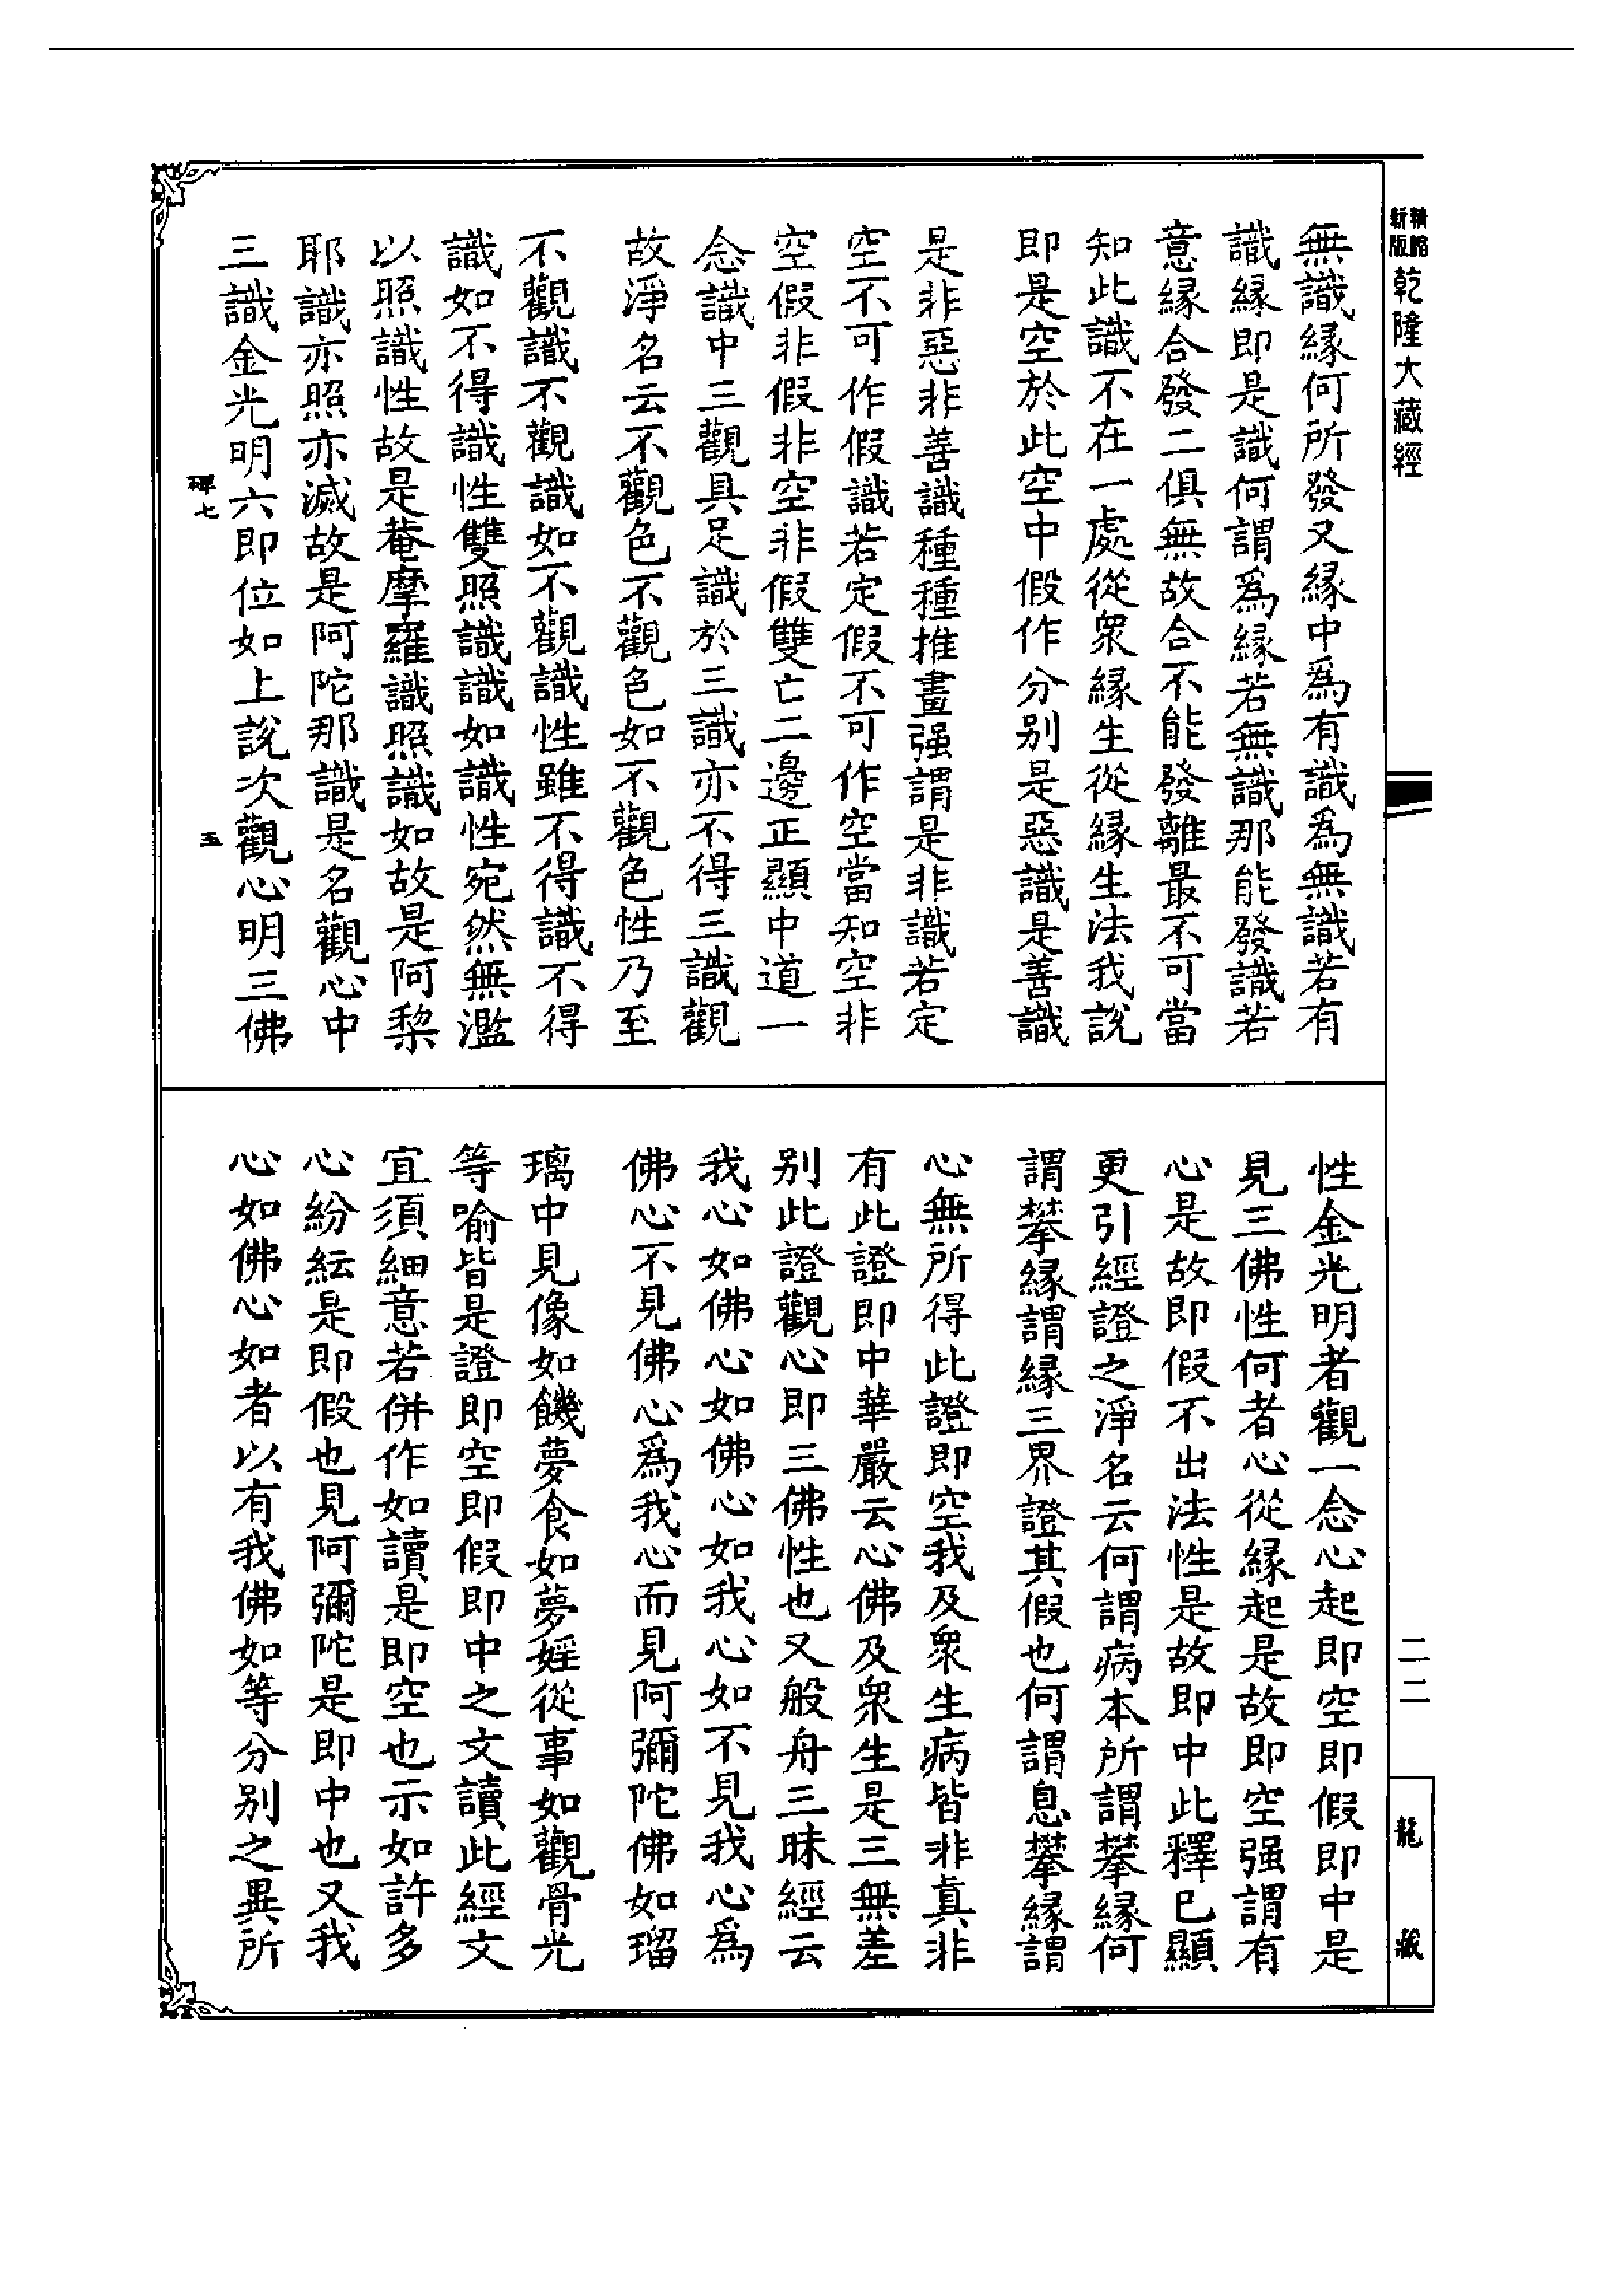 精縮新版 乾隆大藏經
無識緣何所發又緣中爲有識爲無識若有
識緣即是識何謂爲緣若無識那能發識若
意緣合發二俱無故合不能發離最不可當
知此識不在一處從眾緣生從緣生法我說
即是空於此空中假作分別是惡識是善識
是非惡非善識種種推畫强謂是非識若定
空不可作假識若定假不可作空當知空非
空假非假非空非假雙亡二邊正顯中道一
念識中三觀具足識於三識亦不得三識觀
故淨名云不觀色不觀色如不觀色性乃至
不觀識不觀識如不觀識性雖不得識不得
識如不得識性雙照識識如識性宛然無濫
以照識性故是菴摩羅識照識如故是阿棃
耶識亦照亦滅故是阿陀那識是名觀心中
三識金光明六即位如上說次觀心明三佛
碑七 五
性金光明者觀一念心起即空即假即中是
見三佛性何者心從緣起是故即空强謂有
心是故即假不出法性是故即中此釋已顯
更引經證之淨名云何謂病本所謂攀緣何
謂攀緣謂緣三界證其假也何謂息攀緣謂
心無所得此證即空我及眾生病皆非真非
有此證即中華嚴云心佛及眾生是三無差
別此證觀心即三佛性也又般舟三昧經云
我心如佛心如佛心如我心如不見我心爲
佛心不見佛心爲我心而見阿彌陀佛如瑠
璃中見像如饑夢食如夢婬從事如觀骨光
等喻皆是證即空即假即中之文讀此經文
宜須細意若併作如讀是即空也示如許多
心紛紜是即假也見阿彌陀是即中也又我
心如佛心如者以有我佛如等分別之異所
二二
龍藏